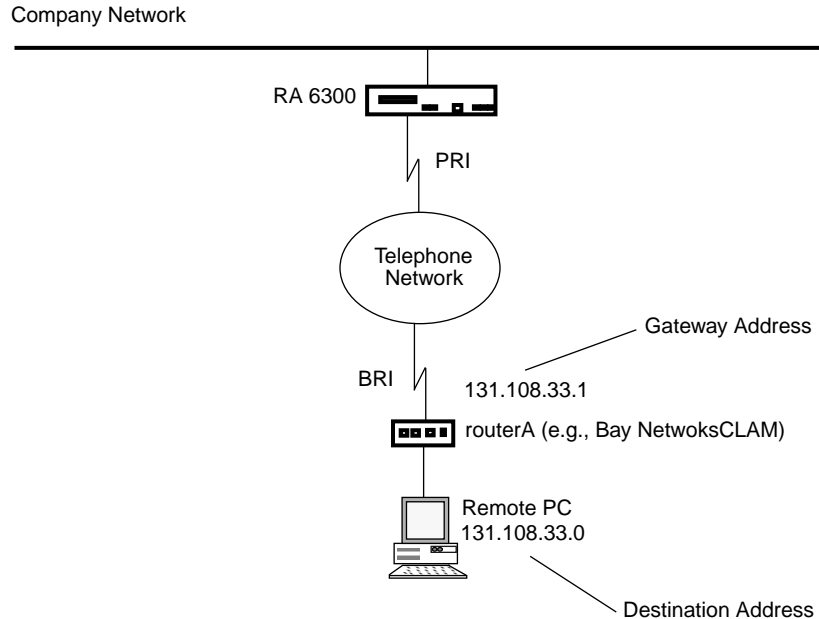 Company Network
RA 6300
PRI
Telephone
Network
Gateway Address
BRI
131.108.33.1
routerA (e.g., Bay NetwoksCLAM)
Remote PC
131.108.33.0
Destination Address